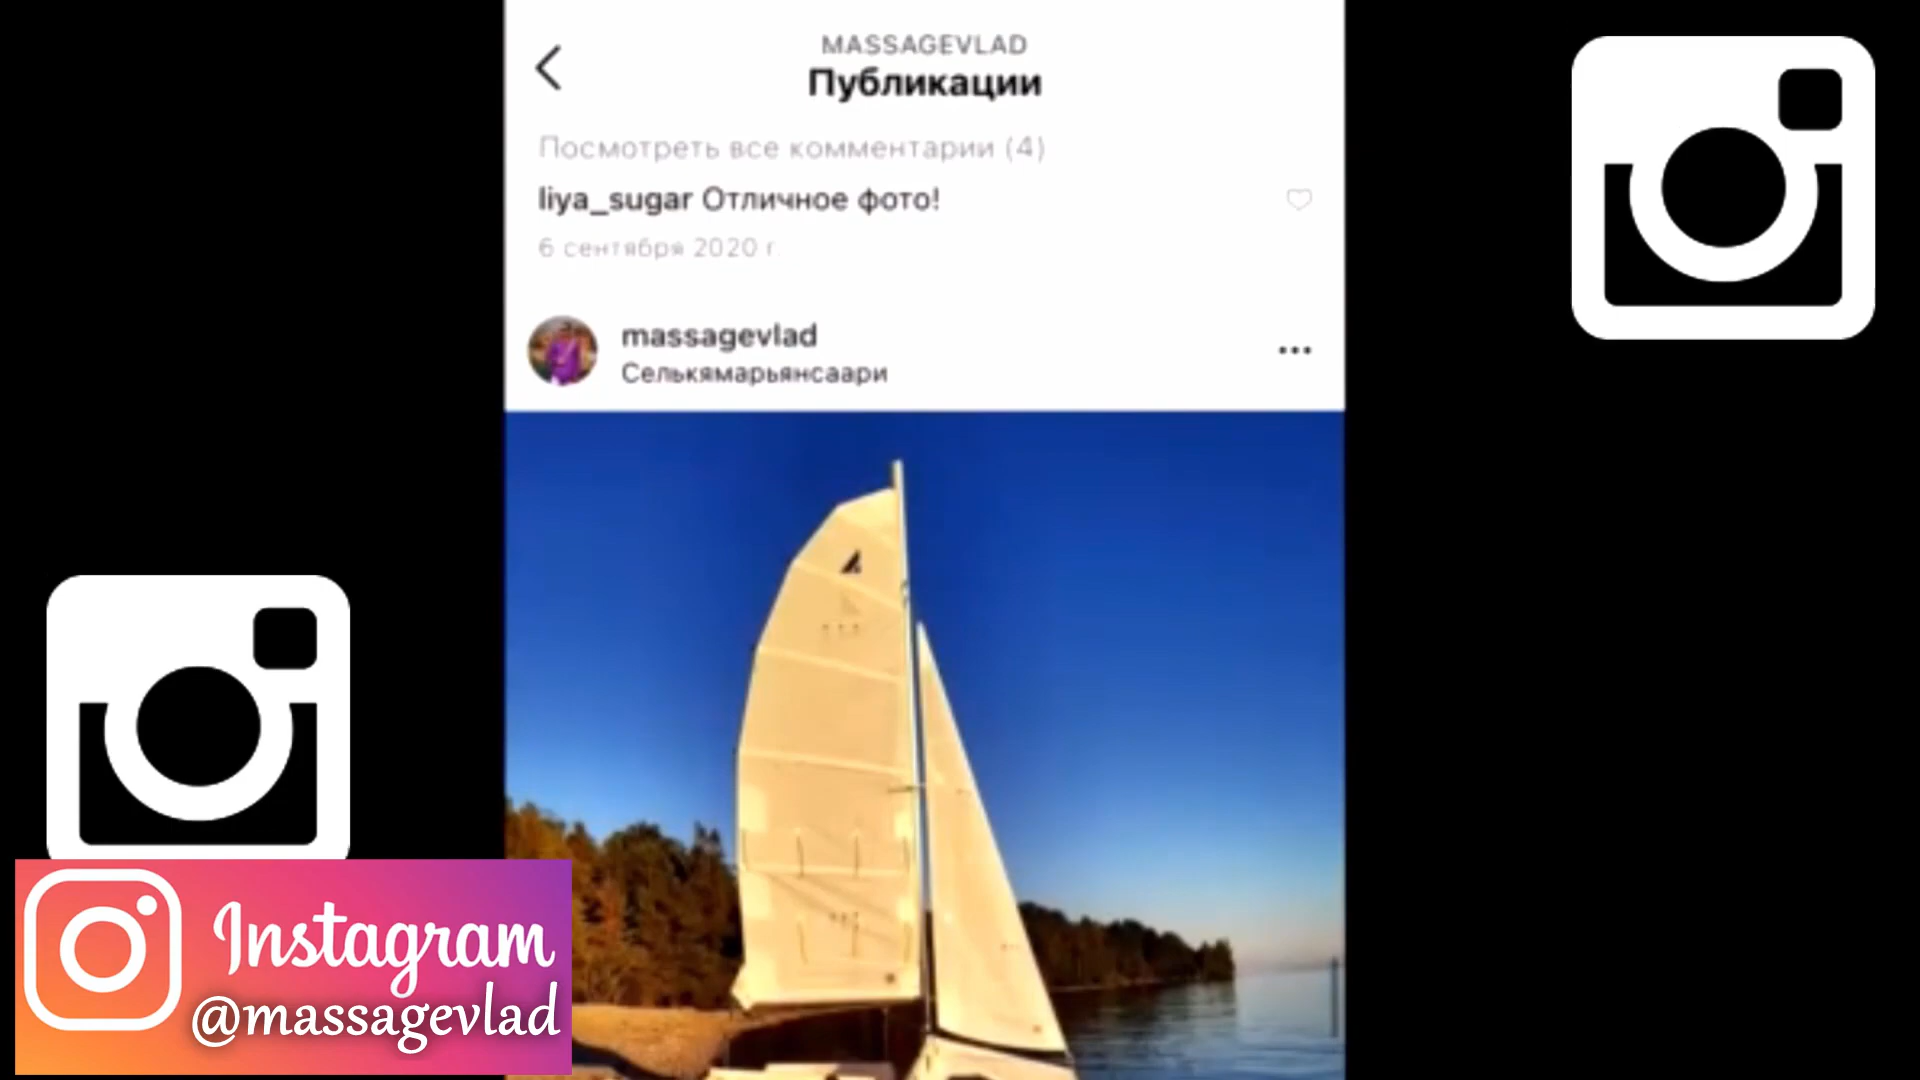 MASSAGEVLAD
Публикации
Посмотреть все комментарии (4)
liya_sugar Отличное фото!
6 сентября 2020 г.
massagevlad
Селькямарьянсаари
Instagram
@massagevlad